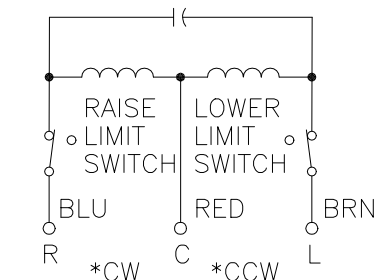 RAISE LIMIT SWITCH
LOWER LIMIT SWITCH
BLU
RED
BRN
R
C
L
*CW
*CCW